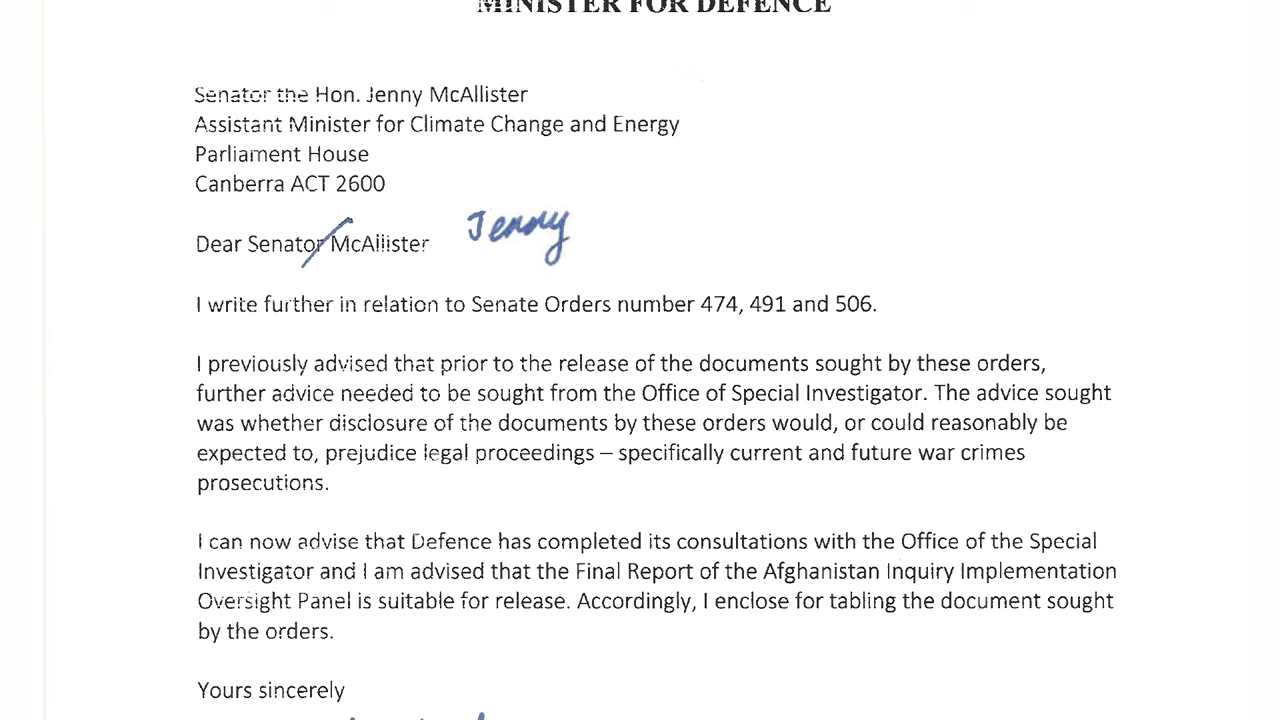 MINISTER FOR DEFENCE
Senator the Hon. Jenny McAllister
Assistant Minister for Climate Change and Energy
Parliament House
Canberra ACT 2600
Dear Senator McAllister Jenny
I write further in relation to Senate Orders number 474, 491 and 506.
I previously advised that prior to the release of the documents sought by these orders,
further advice needed to be sought from the Office of Special Investigator. The advice sought
was whether disclosure of the documents by these orders would, or could reasonably be
expected to, prejudice legal proceedings – specifically current and future war crimes
prosecutions.
I can now advise that Defence has completed its consultations with the Office of the Special
Investigator and I am advised that the Final Report of the Afghanistan Inquiry Implementation
Oversight Panel is suitable for release. Accordingly, I enclose for tabling the document sought
by the orders.
Yours sincerely